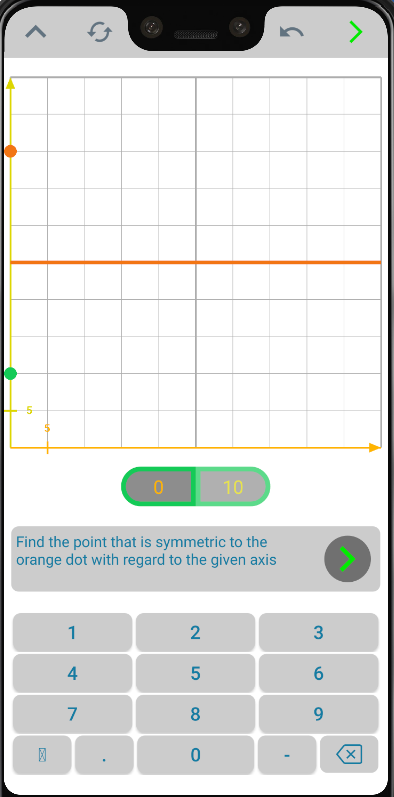 5
5
0 10
Find the point that is symmetric to the
orange dot with regard to the given axis
1 2 3
4 5 6
7 8 9
. 0 -